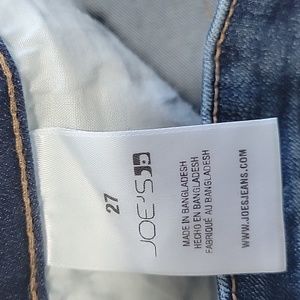 27
JOE'S
MADE IN BANGLADESH
HECHO EN BANGLADESH
FABRIQUÉ AU BANGLADESH
WWW.JOESJEANS.COM